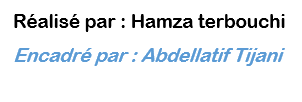 Réalisé par : Hamza terbouchi
Encadré par : Abdellatif Tijani